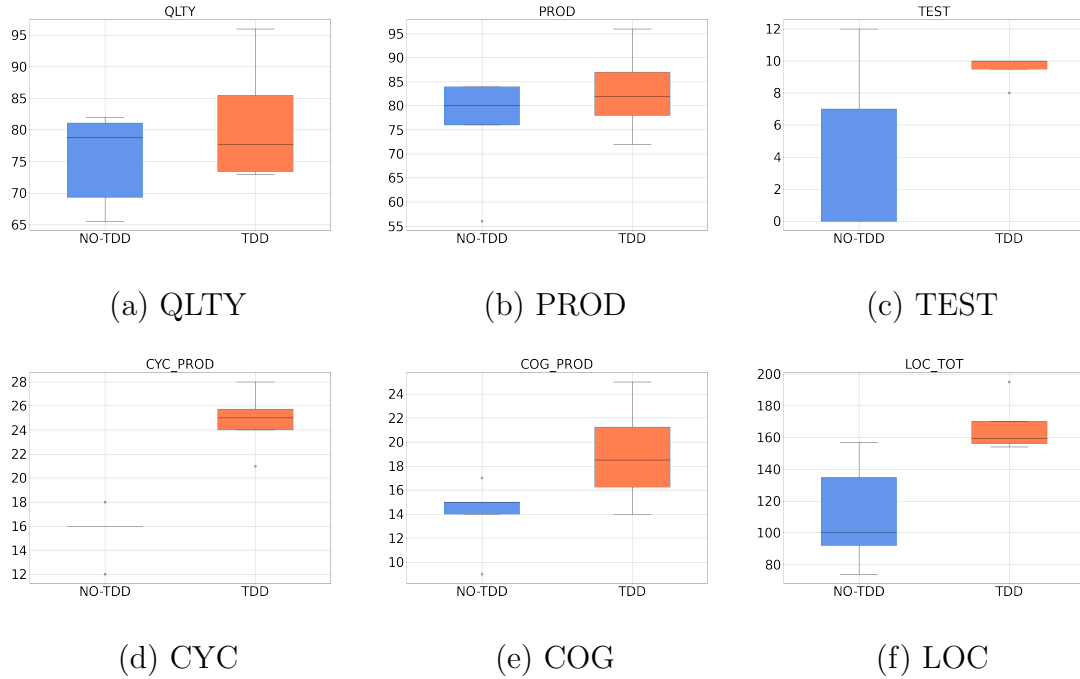 QLTY
95
90
85
80
75
70
65
NO-TDD TDD
(a) QLTY
PROD
95
90
85
80
75
70
65
60
55
NO-TDD TDD
(b) PROD
TEST
12
10
8
6
4
2
0
NO-TDD TDD
(c) TEST
CYC_PROD
28
26
24
22
20
18
16
14
12
NO-TDD TDD
(d) CYC
COG_PROD
24
22
20
18
16
14
12
10
NO-TDD TDD
(e) COG
LOC_TOT
200
180
160
140
120
100
80
NO-TDD TDD
(f) LOC